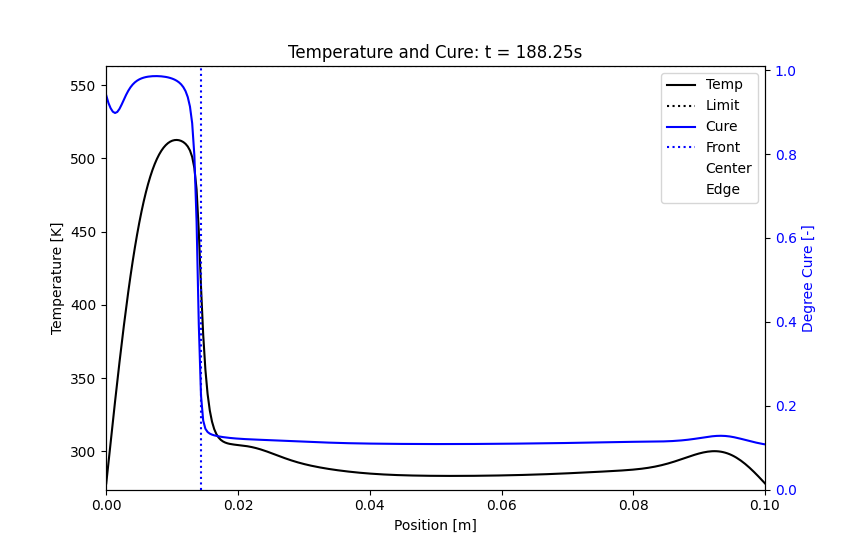 Temperature and Cure: t = 188.25s
Temperature [K]
550
500
450
400
350
300
Temp
Limit
Cure
Front
Center
Edge
1.0
0.8
0.6
0.4
0.2
0.0
Degree Cure [-]
0.00 0.02 0.04 0.06 0.08 0.10
Position [m]